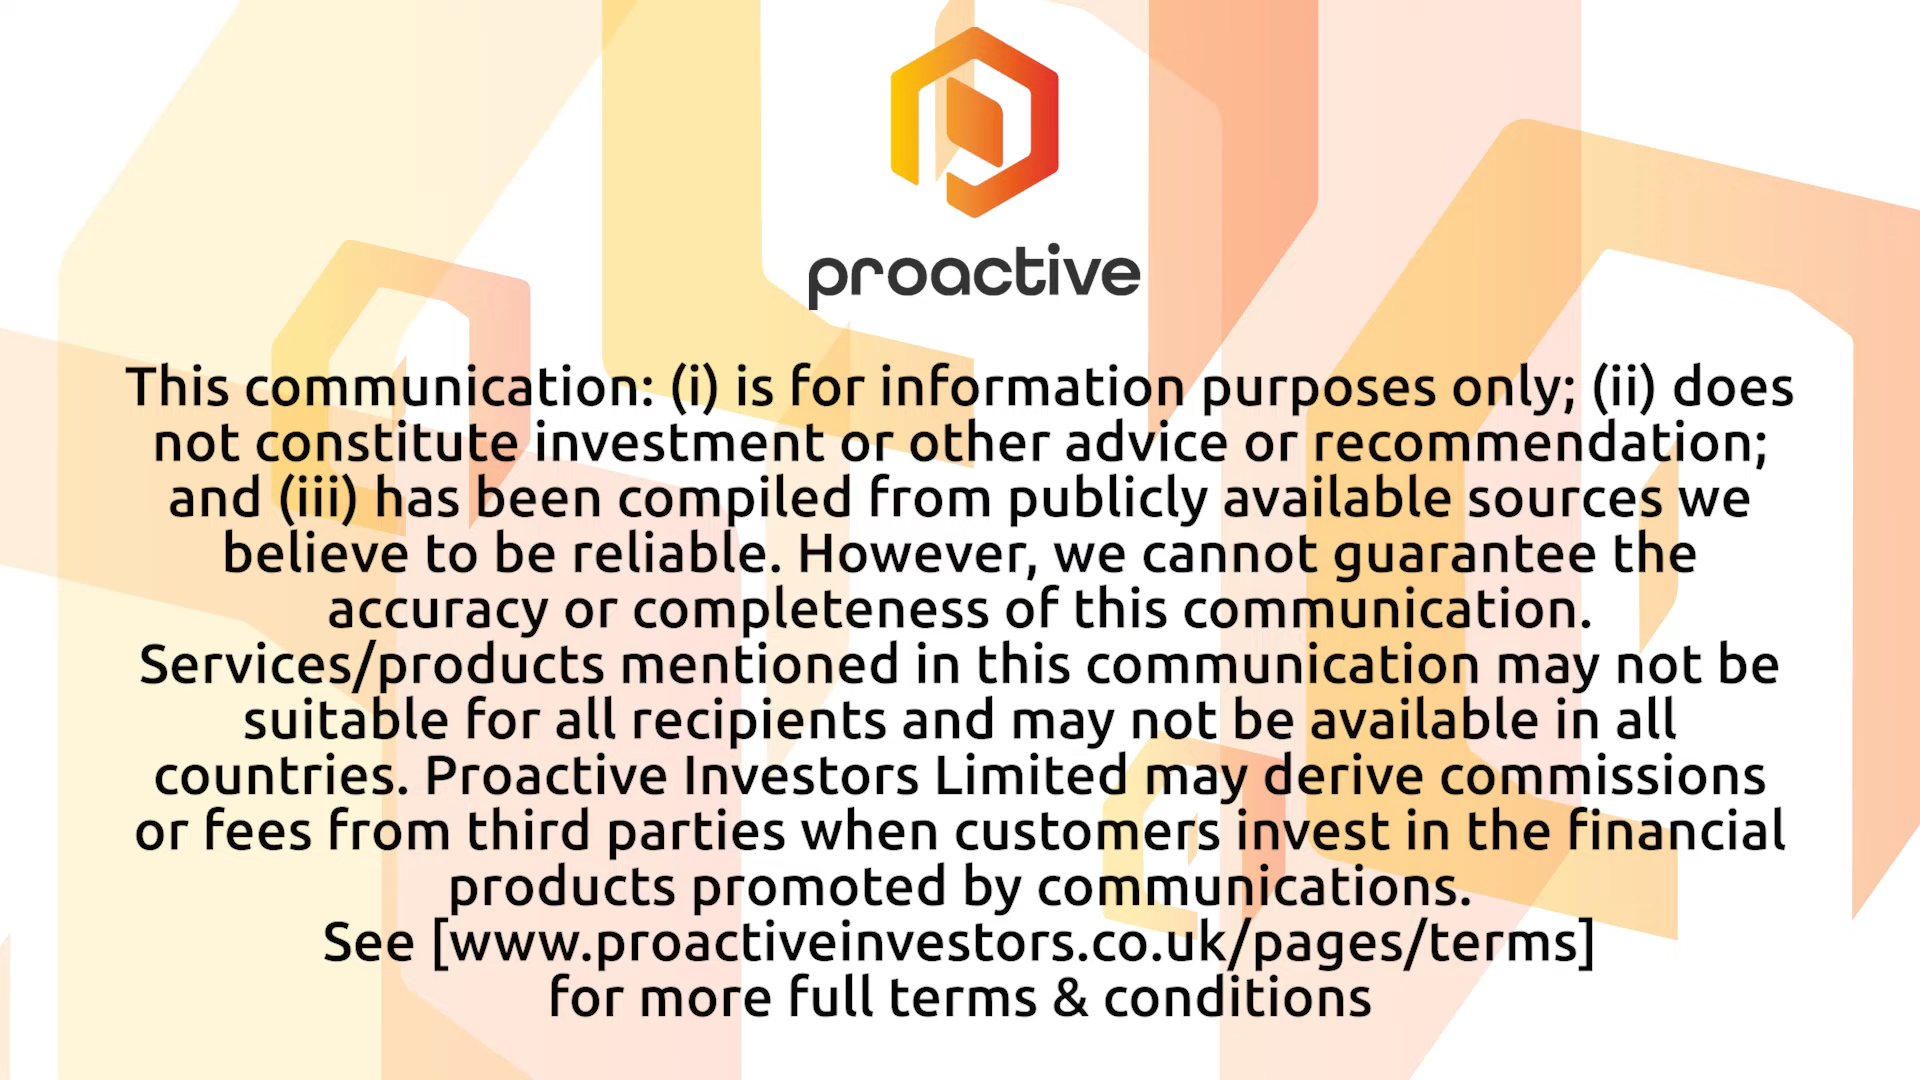 proactive
This communication: (i) is for information purposes only; (ii) does
not constitute investment or other advice or recommendation;
and (iii) has been compiled from publicly available sources we
believe to be reliable. However, we cannot guarantee the
accuracy or completeness of this communication.
Services/products mentioned in this communication may not be
suitable for all recipients and may not be available in all
countries. Proactive Investors Limited may derive commissions
or fees from third parties when customers invest in the financial
products promoted by communications.
See [www.proactiveinvestors.co.uk/pages/terms]
for more full terms & conditions